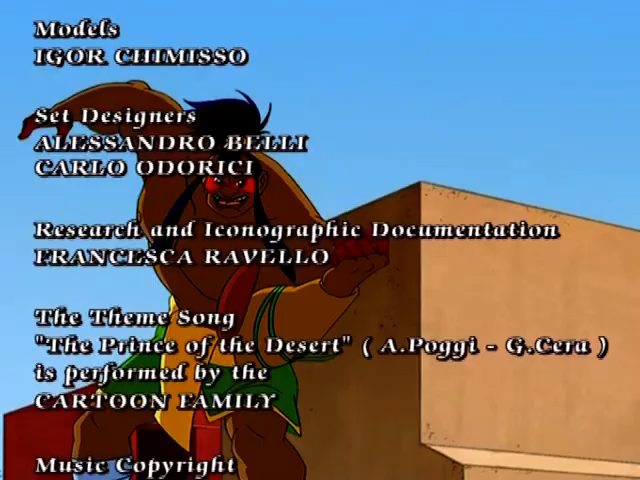 Models
IGOR CHIMISSO
Set Designers
ALESSANDRO BELLI
CARLO ODORICI
Research and Iconographic Documentation
FRANCESCA RAVELLO
The Theme Song
"The Prince of the Desert" ( A.Poggi - G.Cera )
is performed by the
CARTOON FAMILY
Music Copyright